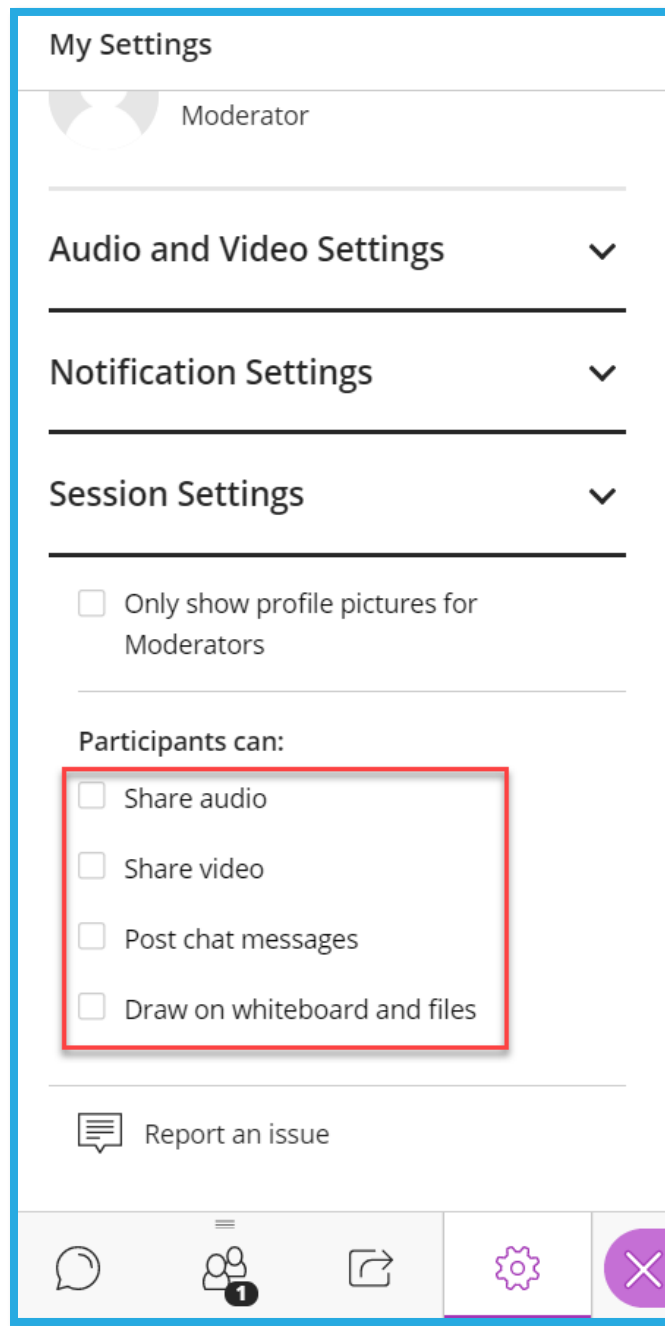 My Settings
Moderator
Audio and Video Settings
Notification Settings
Session Settings
Only show profile pictures for
Moderators
Participants can:
Share audio
Share video
Post chat messages
Draw on whiteboard and files
Report an issue
1